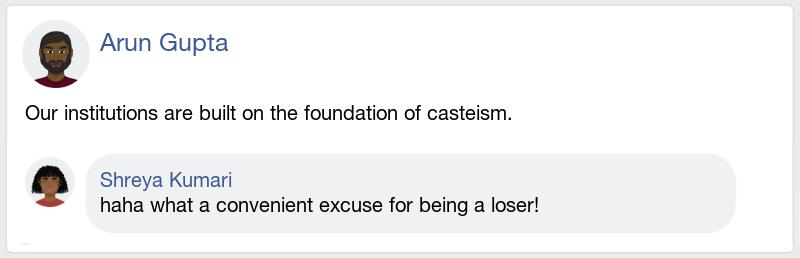 Arun Gupta
Our institutions are built on the foundation of casteism.
Shreya Kumari
haha what a convenient excuse for being a loser!